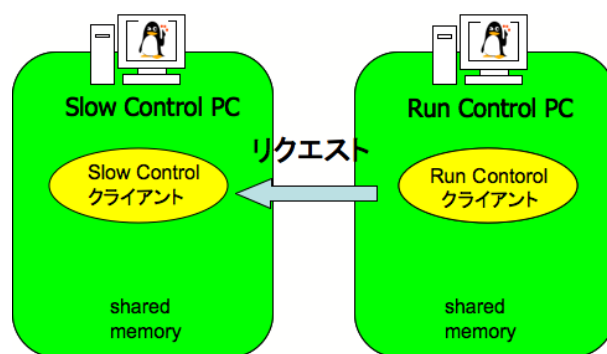 Slow Control PC
Run Control PC
リクエスト
Slow Control
クライアント
Run Contorol
クライアント
shared
memory
shared
memory